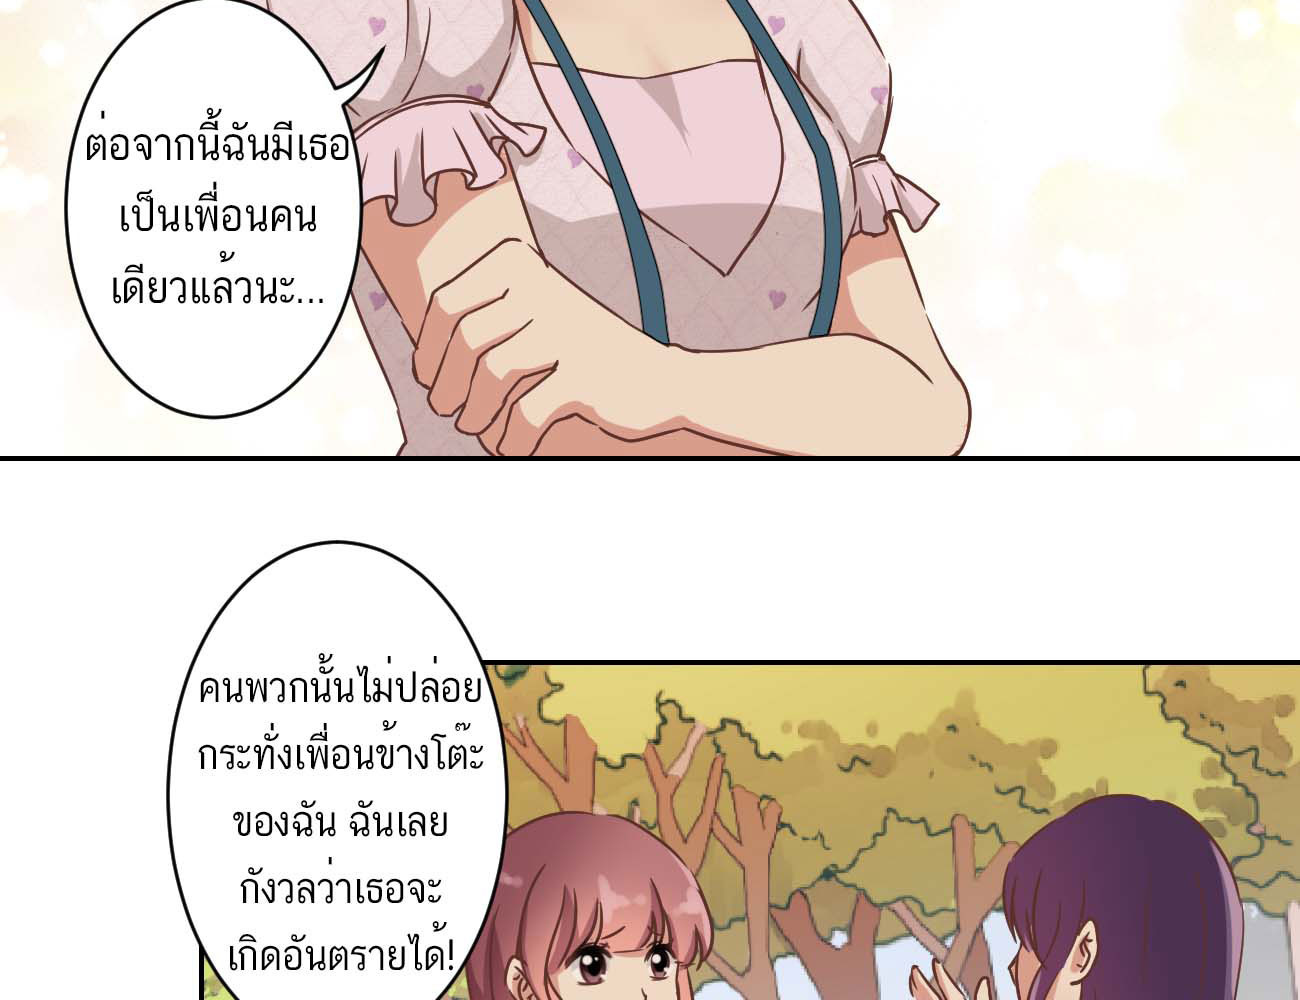 ต่อจากนี้ฉันมีเธอ
เป็นเพื่อนคน
เดียวแล้วนะ...
คนพวกนั้นไม่ปล่อย
กระทั่งเพื่อนข้างโต๊ะ
ของฉัน ฉันเลย
กังวลว่าเธอจะ
เกิดอันตรายได้!